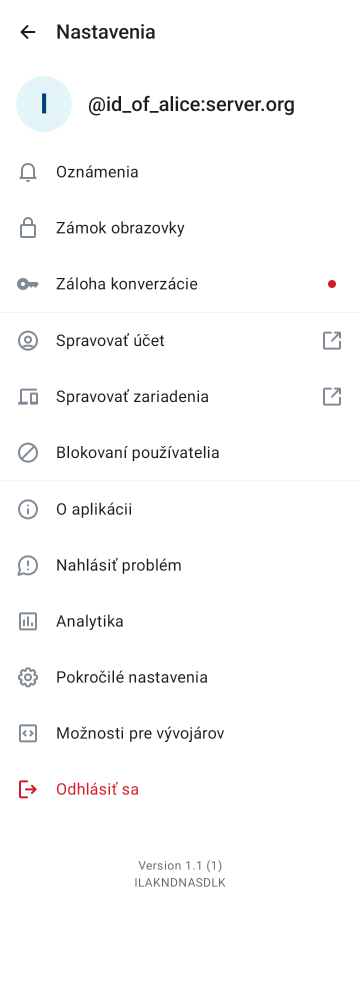 Nastavenia
I
@id_of_alice:server.org
Oznámenia
Zámok obrazovky
Záloha konverzácie
Spravovať účet
Spravovať zariadenia
Blokovaní používatelia
O aplikácii
Nahlásiť problém
Analytika
Pokročilé nastavenia
Možnosti pre vývojárov
Odhlásiť sa
Version 1.1 (1)
ILAKNDNASDLK